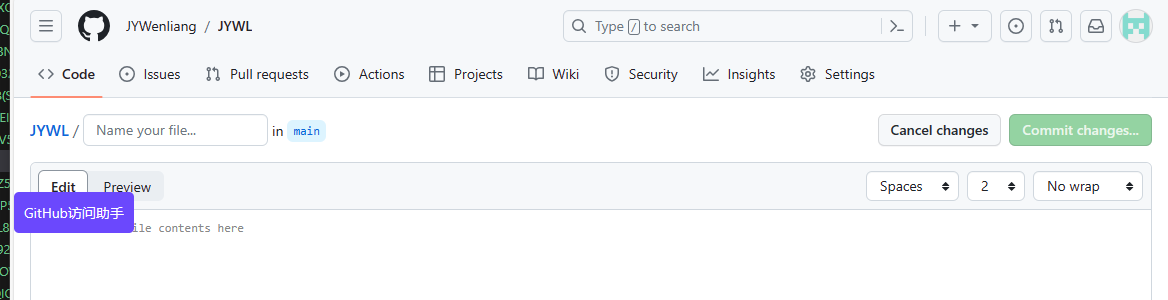 JYWenliang / JYWL
Type / to search
Code Issues Pull requests Actions Projects Wiki Security Insights Settings
JYWL / Name your file... in main
Cancel changes Commit changes...
Edit Preview
Spaces 2 No wrap
GitHub访问助手
contents here